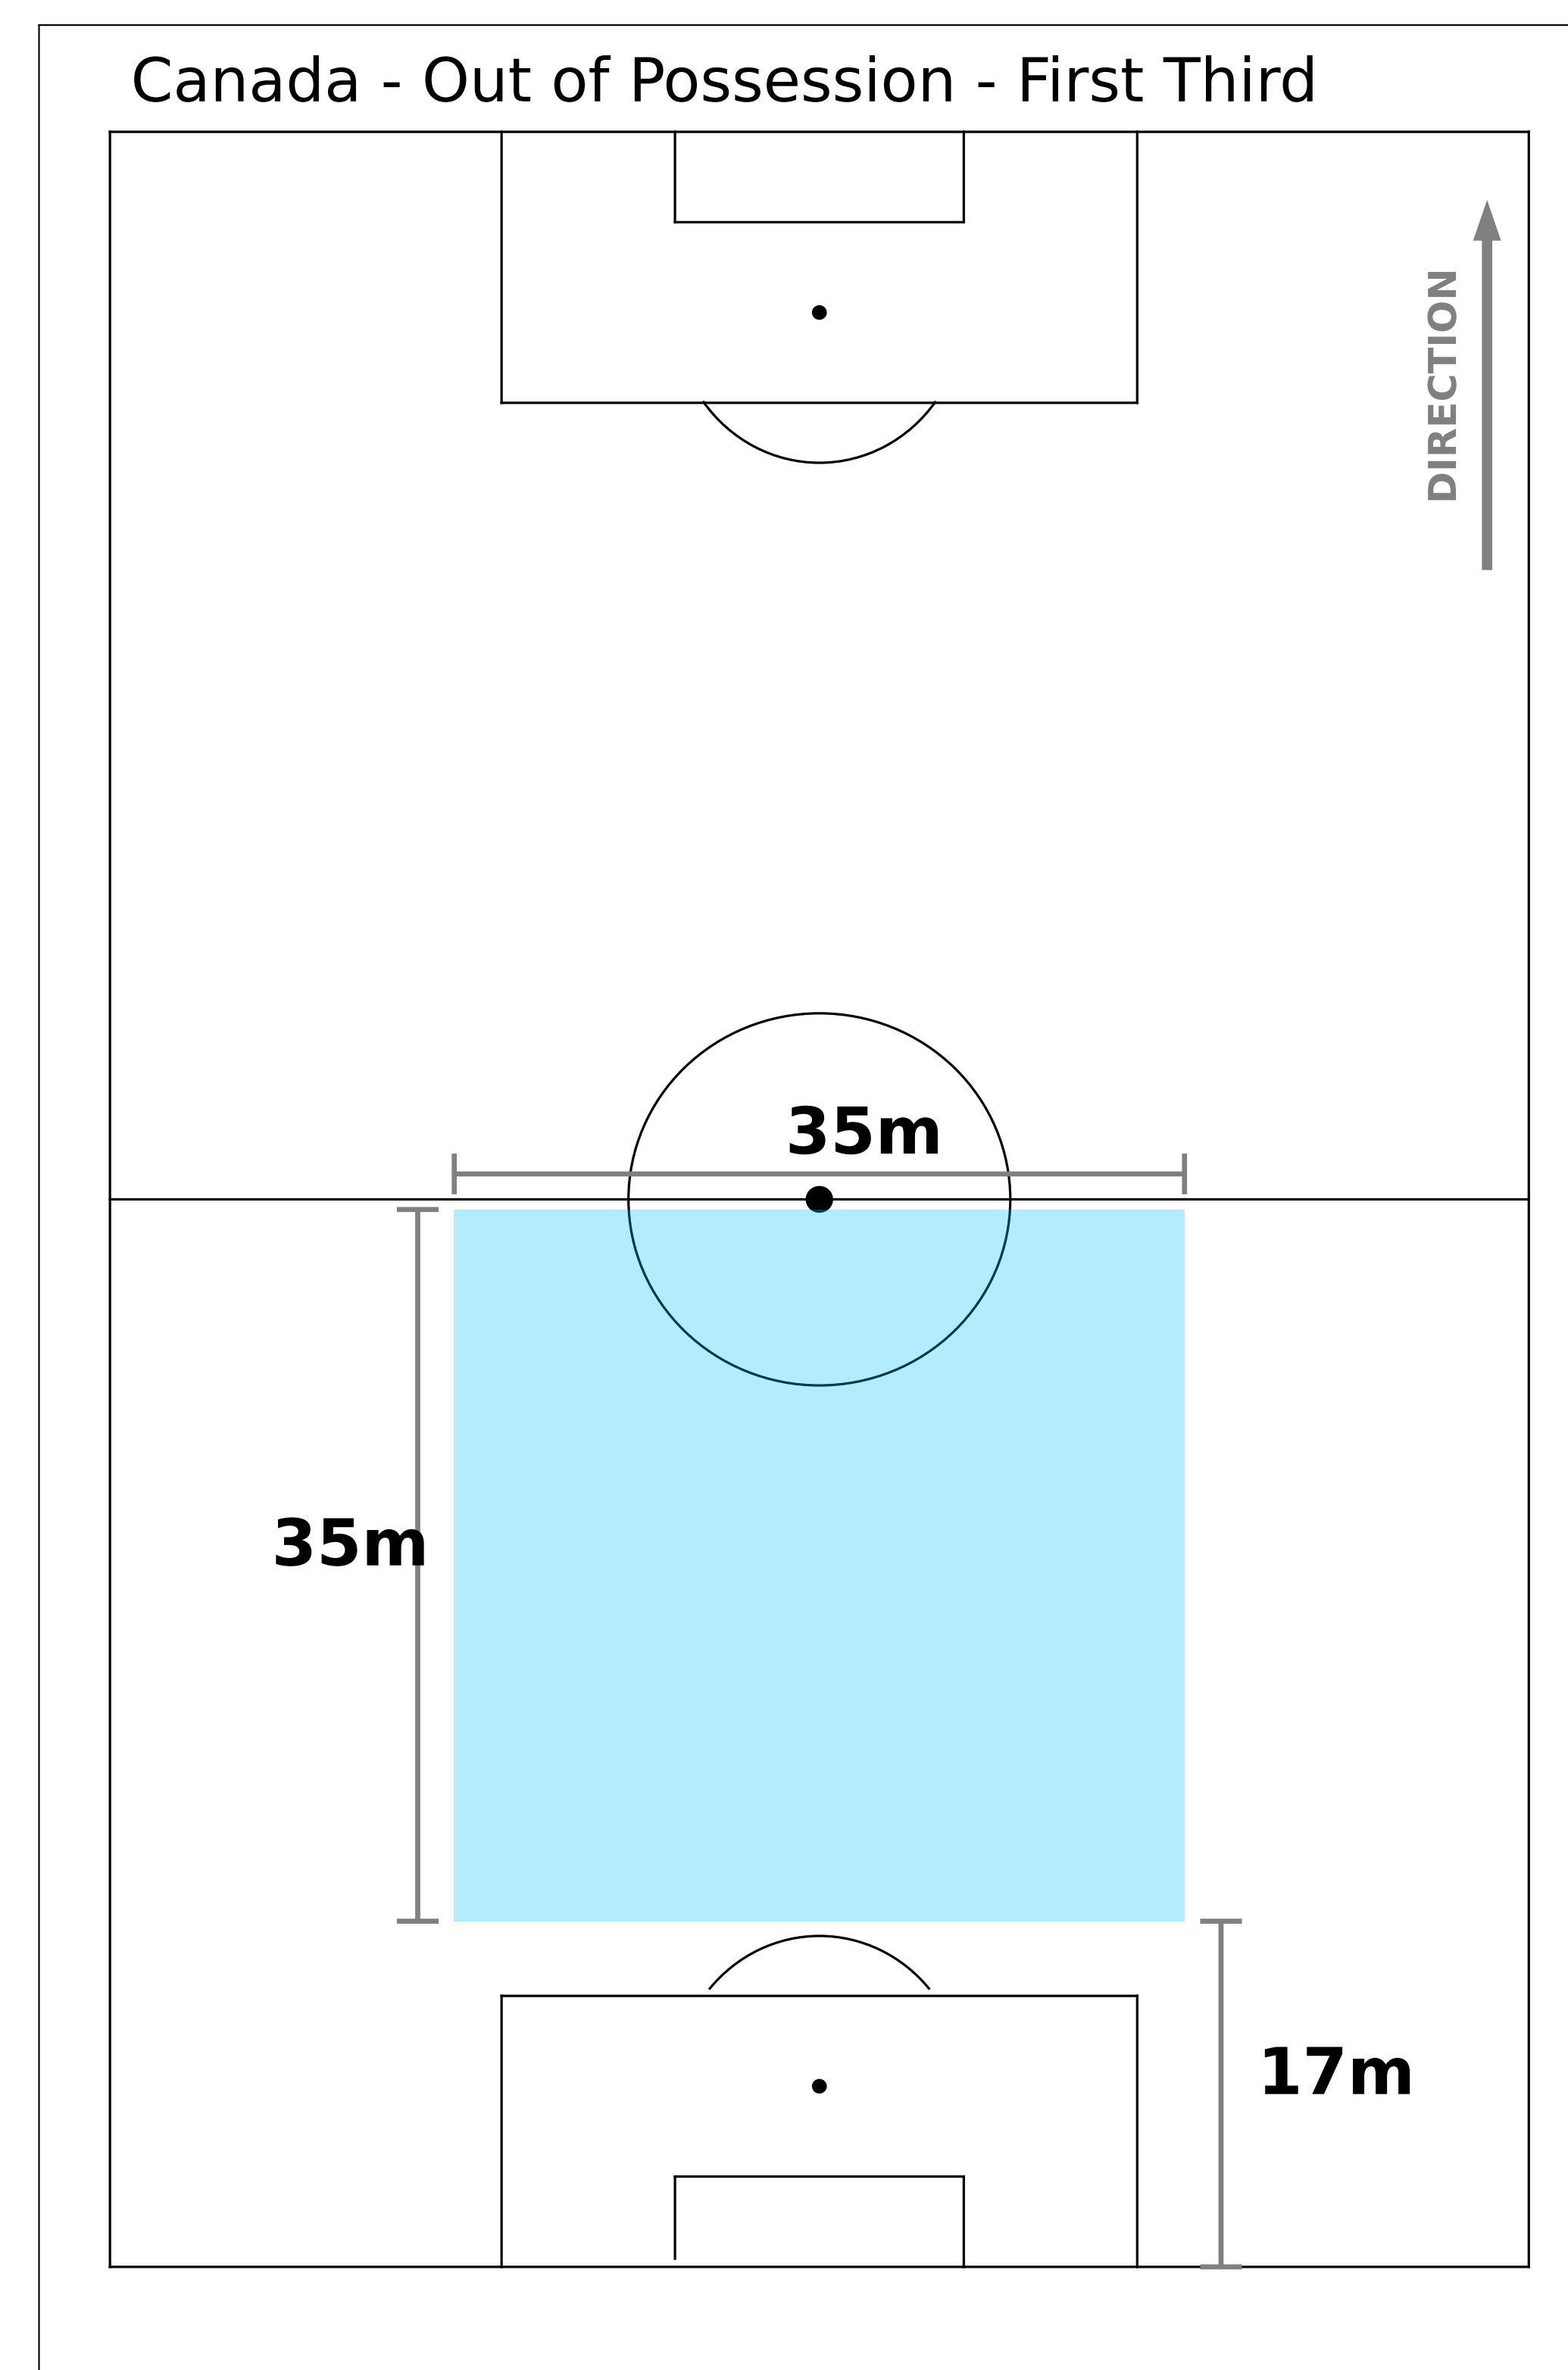 Canada - Out of Possession - First Third
DIRECTION
35m
35m
17m